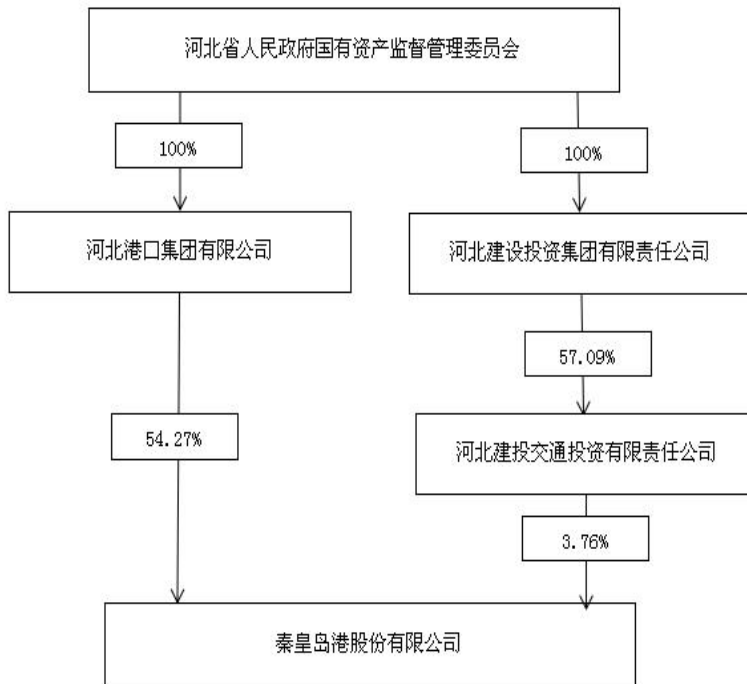 河北省人民政府国有资产监督管理委员会
100%
100%
河北港口集团有限公司
河北建设投资集团有限责任公司
57.09%
54.27%
河北建投交通投资有限责任公司
3.76%
秦皇岛港股份有限公司